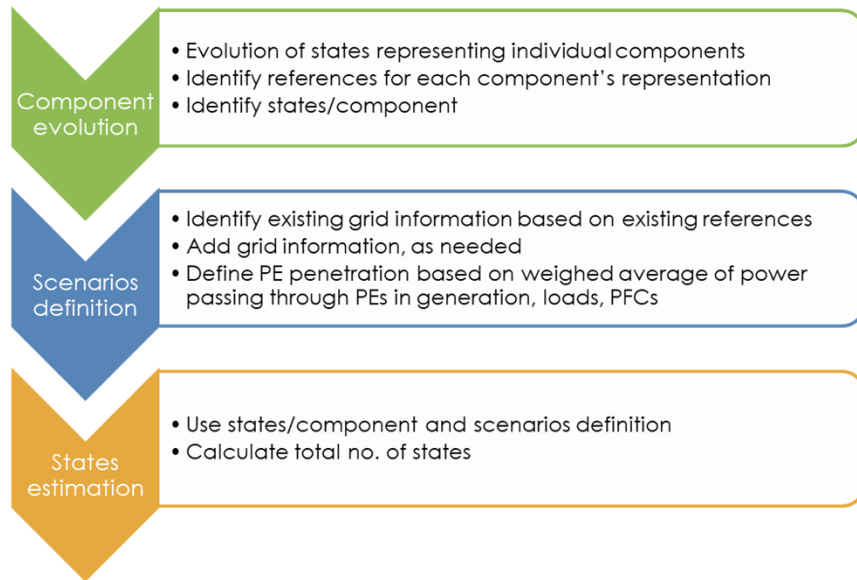 Component
evolution
• Evolution of states representing individual components
• Identify references for each component's representation
• Identify states/component
Scenarios
definition
• Identify existing grid information based on existing references
• Add grid information, as needed
• Define PE penetration based on weighed average of power
passing through PEs in generation, loads, PFCs
States
estimation
• Use states/component and scenarios definition
• Calculate total no. of states